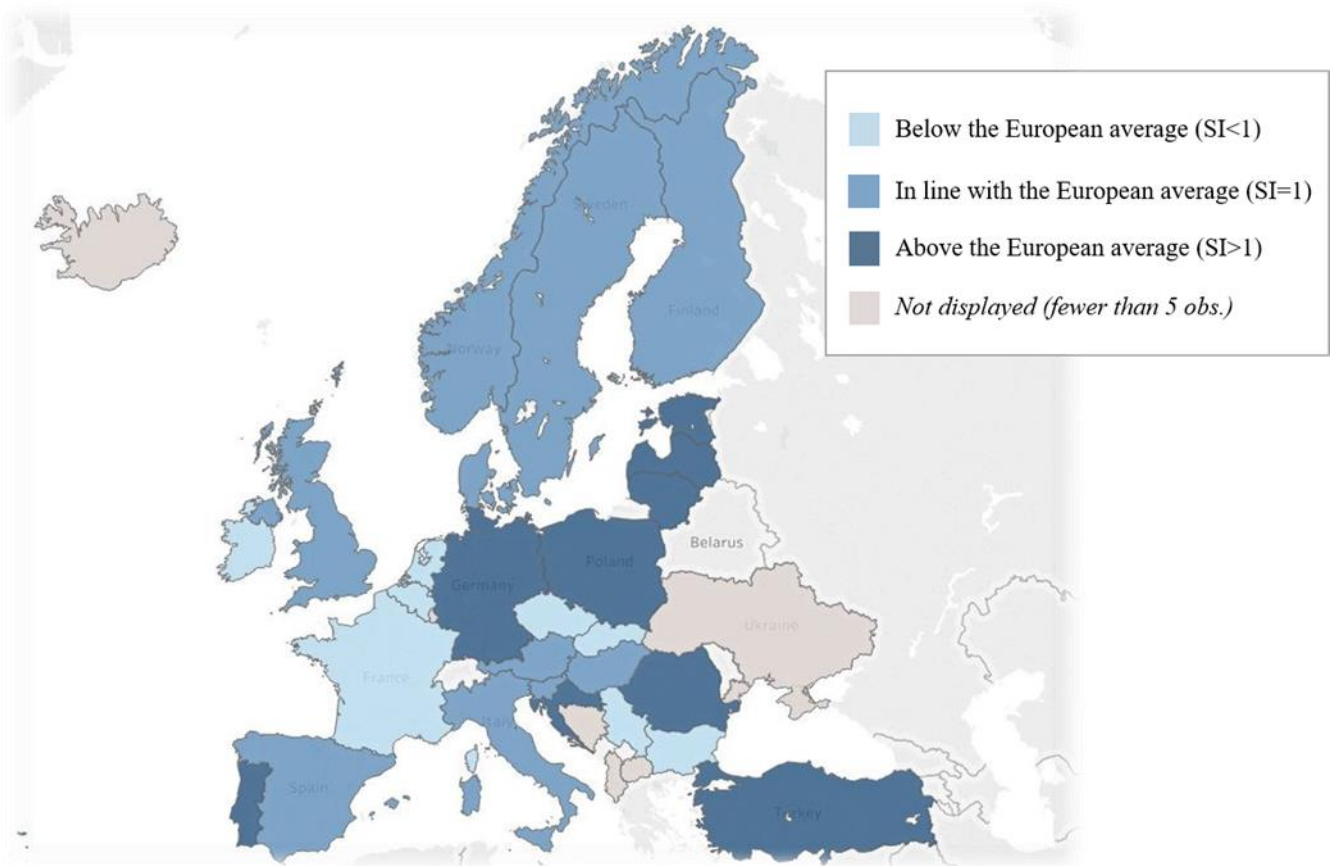 Below the European average (SI<1)
In line with the European average (SI=1)
Above the European average (SI>1)
Not displayed (fewer than 5 obs.)
Sweden
Finland
Norway
Belarus
Poland
Germany
Ukraine
France
Italy
Spain
Turkey